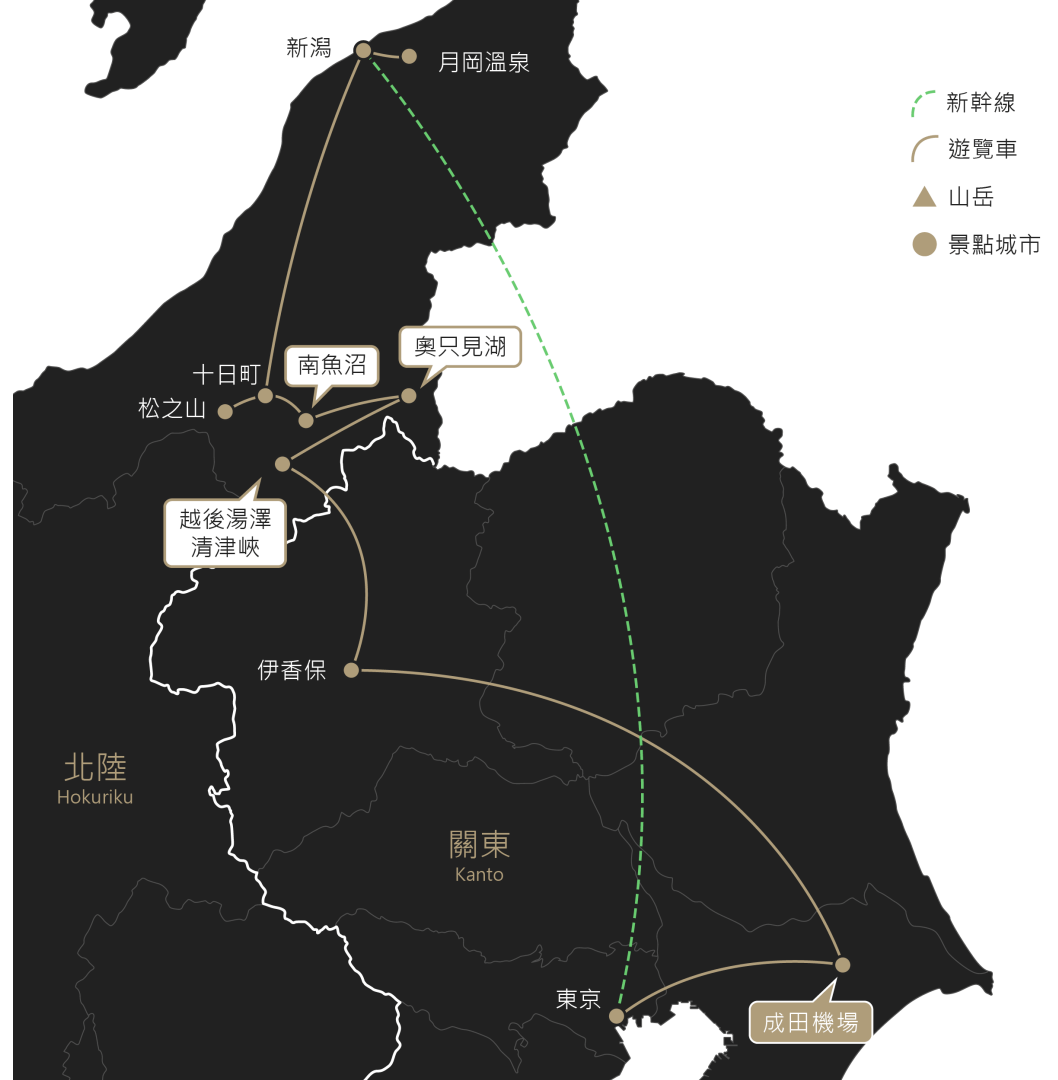 新潟
月岡溫泉
新幹線
遊覽車
山岳
景點城市
奧只見湖
南魚沼
十日町
松之山
越後湯澤
清津峽
伊香保
北陸
Hokuriku
關東
Kanto
東京
成田機場